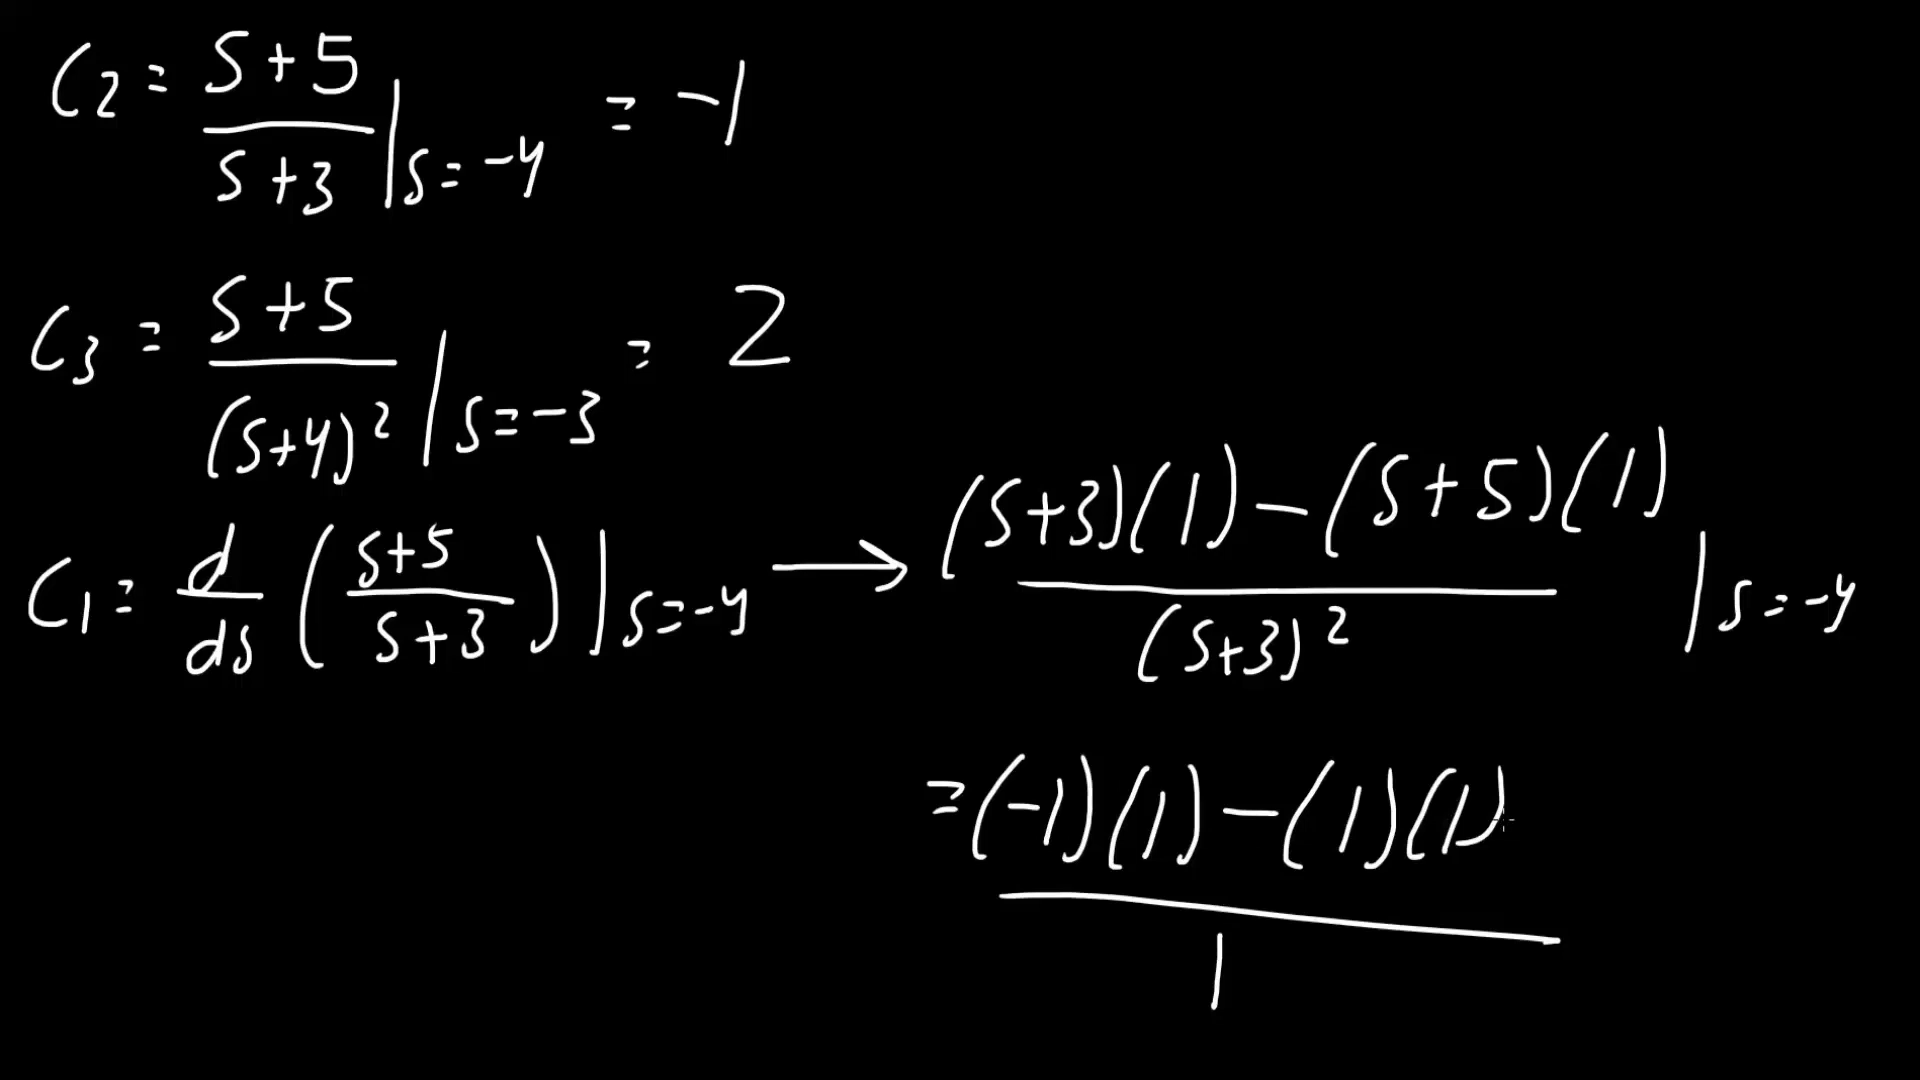 C₂ = (s+5)/(s+3) |s=-4 = -1
C₃ = (s+5)/(s+4)² |s=-3 = 2
C₁ = d/ds ((s+5)/(s+3)) |s=-4 → ((s+3)(1)-(s+5)(1))/(s+3)² |s=-4
= ((-1)(1)-(1)(1))/1